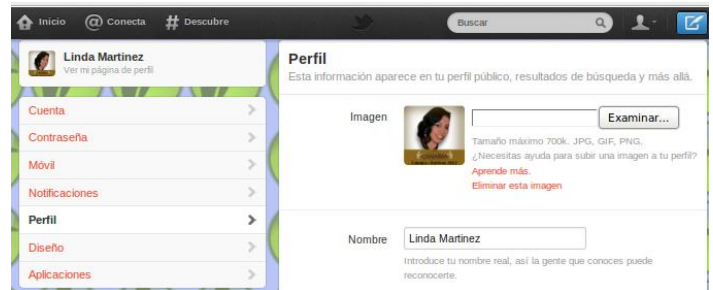 Inicio @ Conecta # Descubre Buscar
Linda Martinez
Ver mi página de perfil
Cuenta
Contraseña
Móvil
Notificaciones
Perfil
Diseño
Aplicaciones
Perfil
Esta información aparece en tu perfil público, resultados de búsqueda y más allá.
Imagen
Examinar...
Tamaño máximo 700k. JPG, GIF, PNG.
¿Necesitas ayuda para subir una imagen a tu perfil?
Aprende más.
Eliminar esta imagen
Nombre Linda Martinez
Introduce tu nombre real, así la gente que conoces puede
reconocerte.